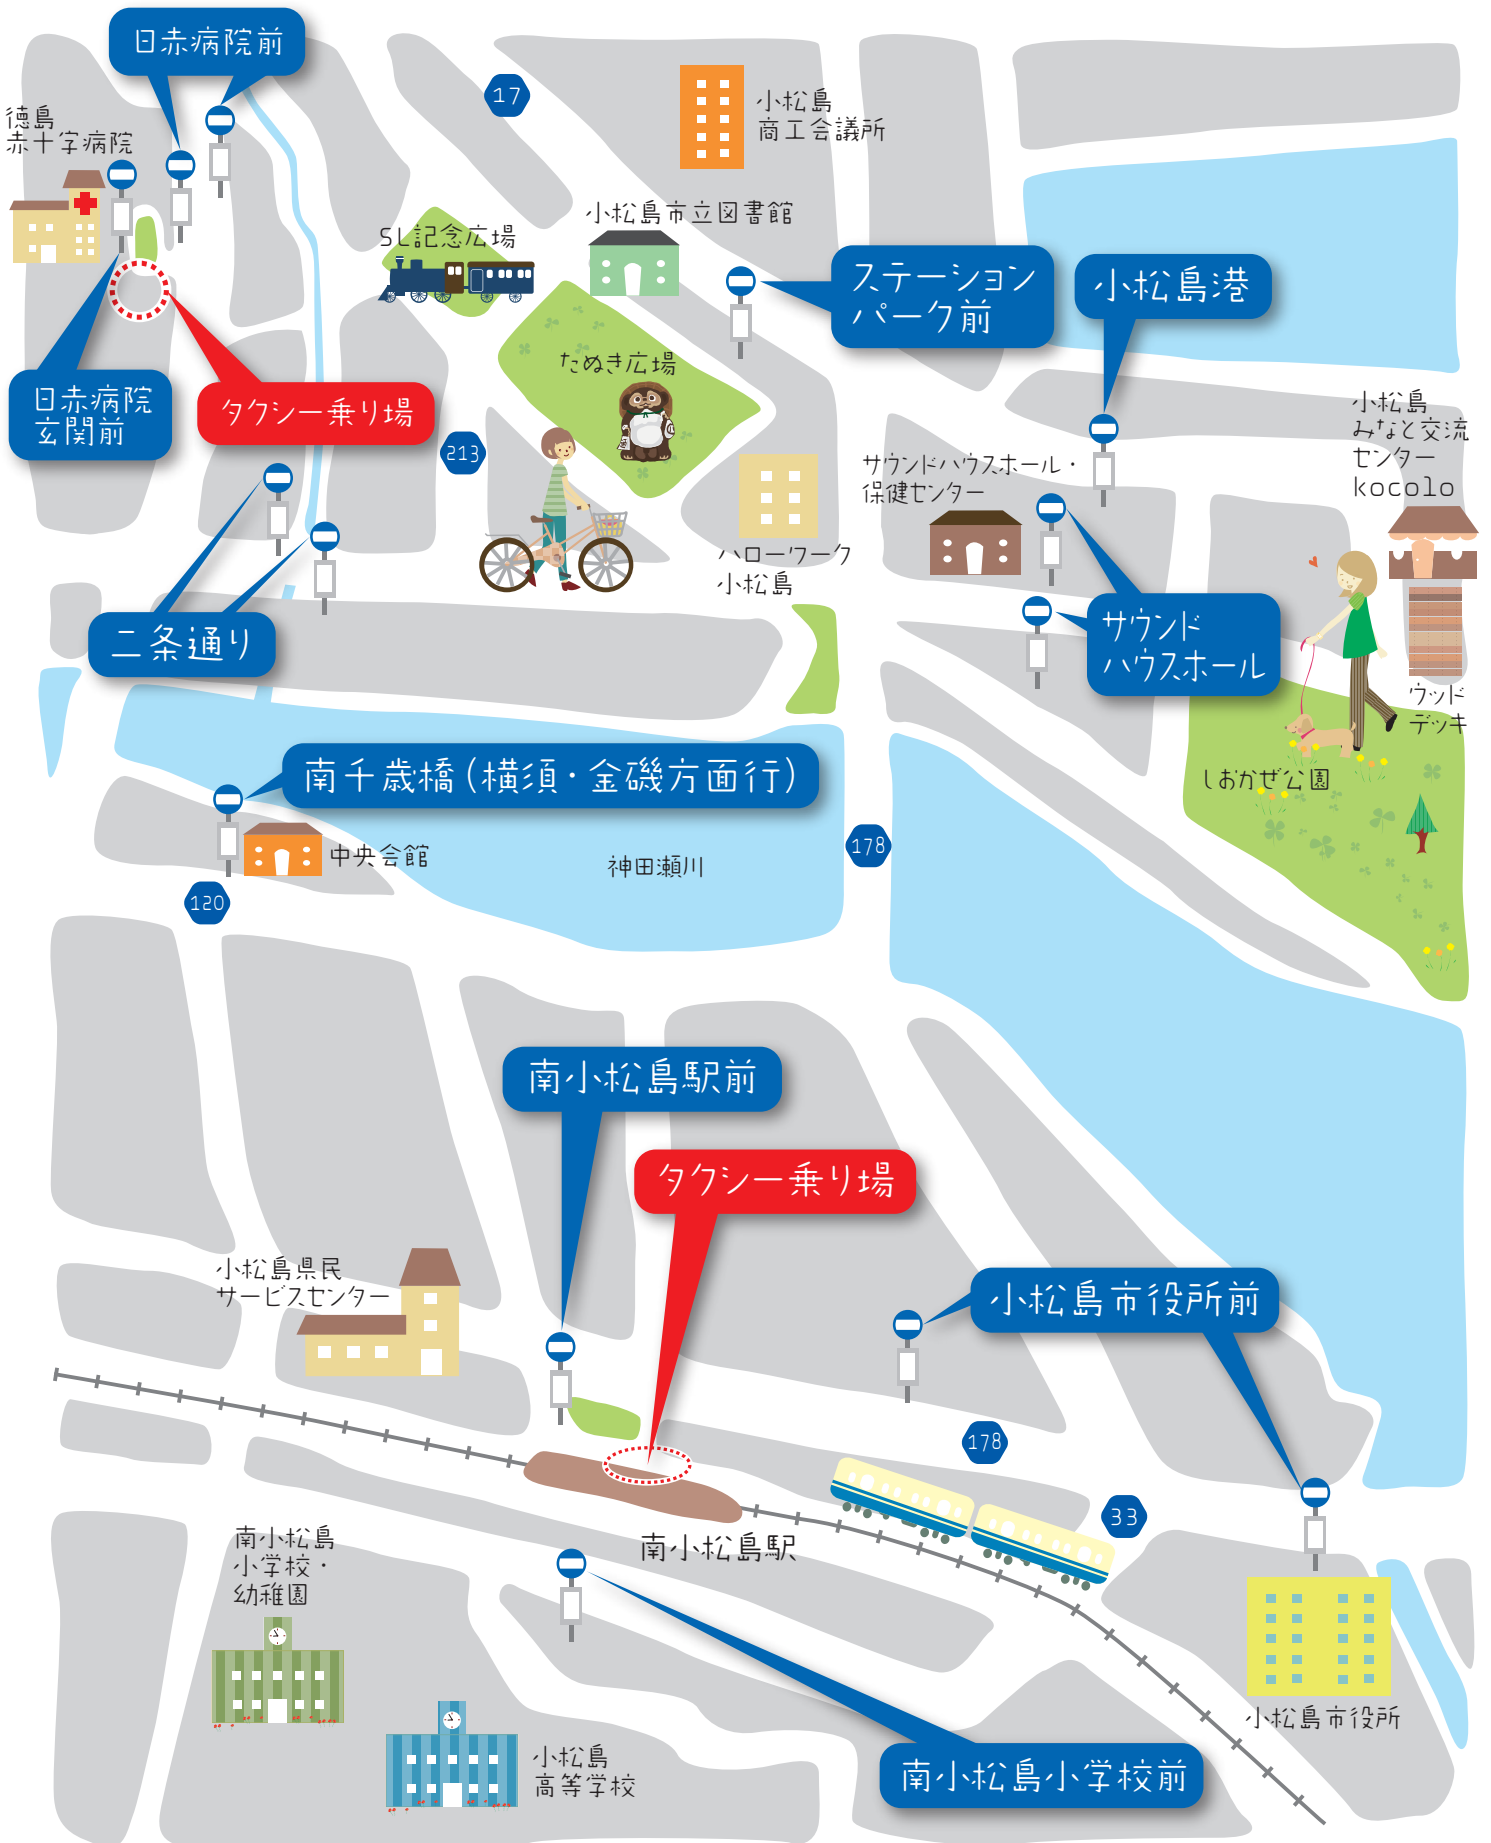 日赤病院前
17
徳島
赤十字病院
小松島
商工会議所
小松島市立図書館
SL記念広場
ステーション
パーク前
小松島港
たぬき広場
日赤病院
玄関前
タクシー乗り場
213
小松島
みなと交流
センター
kocolo
サウンドハウスホール・
保健センター
ハローワーク
小松島
二条通り
サウンド
ハウスホール
ウッド
デッキ
南千歳橋(横須・金磯方面行)
しおかぜ公園
中央会館
神田瀬川
178
120
南小松島駅前
タクシー乗り場
小松島県民
サービスセンター
小松島市役所前
178
33
南小松島駅
南小松島
小学校・
幼稚園
小松島市役所
小松島
高等学校
南小松島小学校前